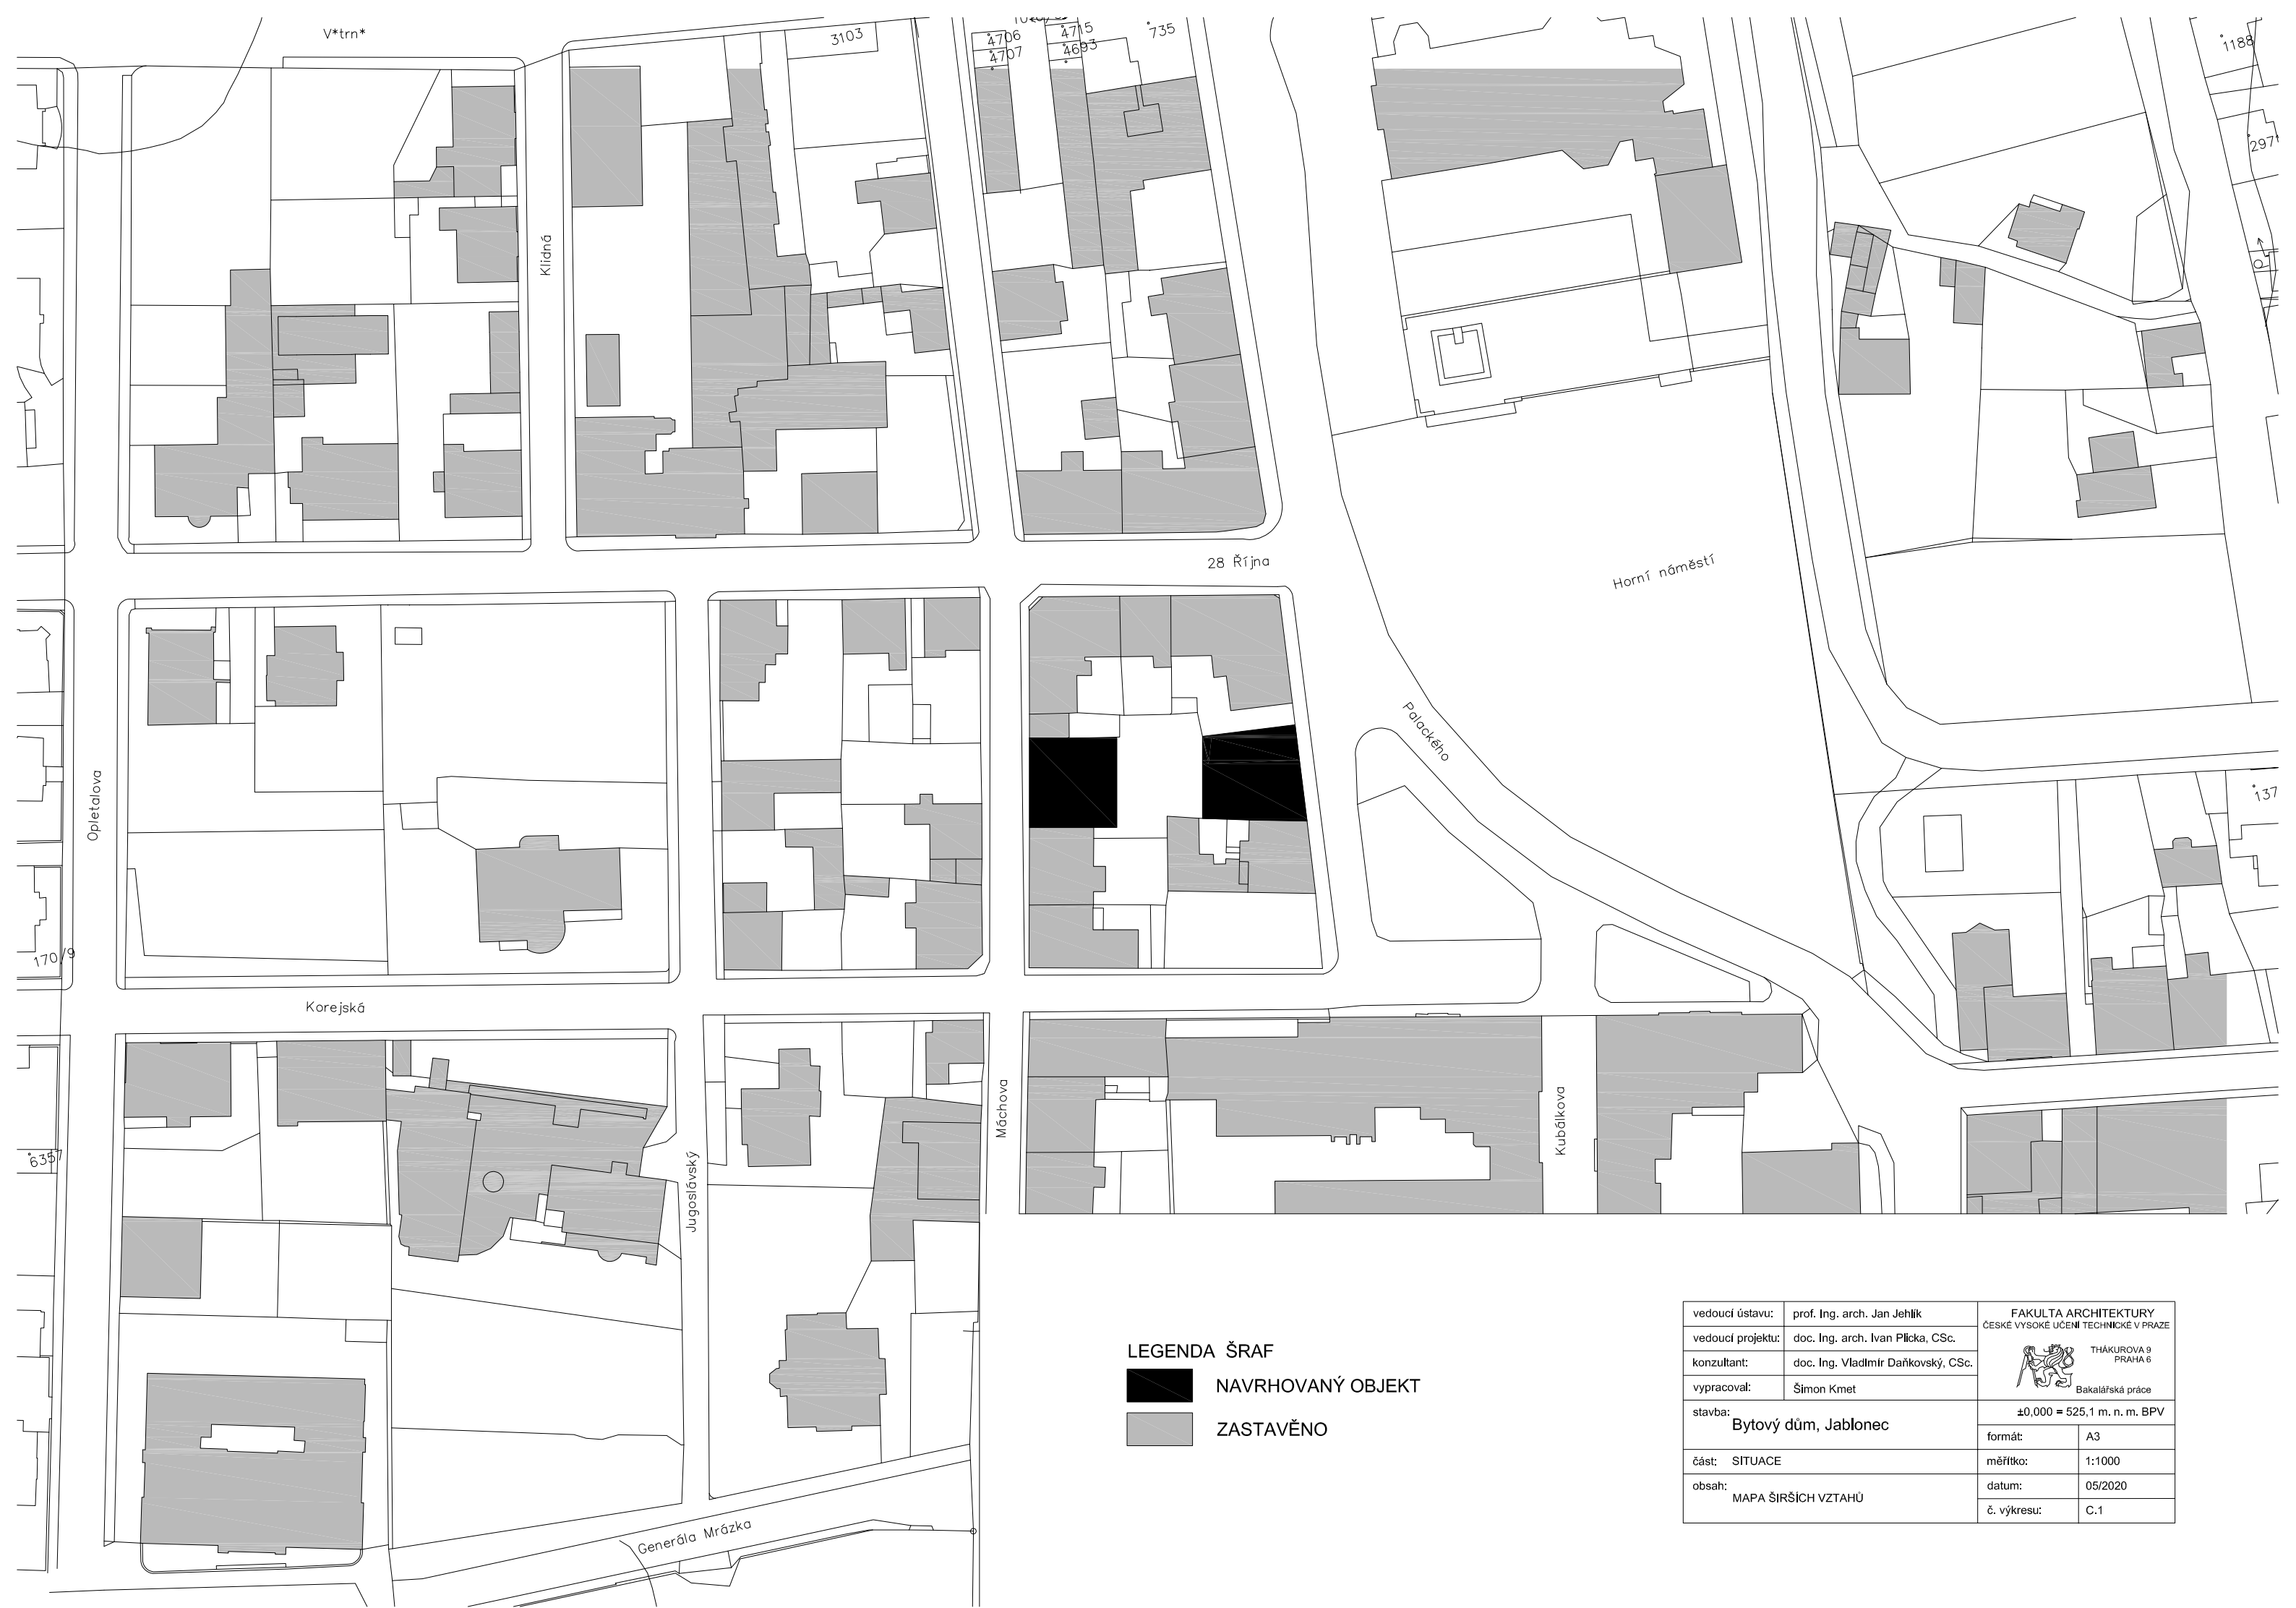 V*trn*
3103
4706
4707
4715
4693
735
1188
Klidná
28 Října
Horní náměstí
Palackého
Opletalova
137
170/9
Korejská
Máchova
Kubálkova
6357
Jugoslávský
Generála Mrázka
LEGENDA ŠRAF
NAVRHOVANÝ OBJEKT
ZASTAVĚNO
vedoucí ústavu: prof. Ing. arch. Jan Jehlík
vedoucí projektu: doc. Ing. arch. Ivan Plicka, CSc.
konzultant: doc. Ing. Vladimír Daňkovský, CSc.
vypracoval: Šimon Kmet
FAKULTA ARCHITEKTURY
ČESKÉ VYSOKÉ UČENÍ TECHNICKÉ V PRAZE
THÁKUROVA 9
PRAHA 6
Bakalářská práce
stavba: Bytový dům, Jablonec
±0,000 = 525,1 m. n. m. BPV
formát: A3
část: SITUACE
měřítko: 1:1000
obsah: MAPA ŠIRŠÍCH VZTAHŮ
datum: 05/2020
č. výkresu: C.1